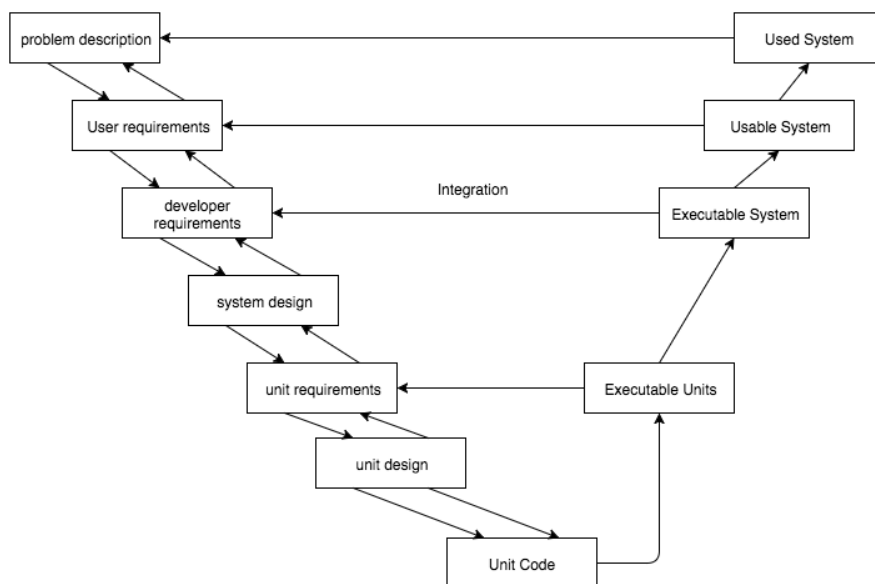 problem description
Used System
User requirements
Usable System
Integration
developer
requirements
Executable System
system design
unit requirements
Executable Units
unit design
Unit Code